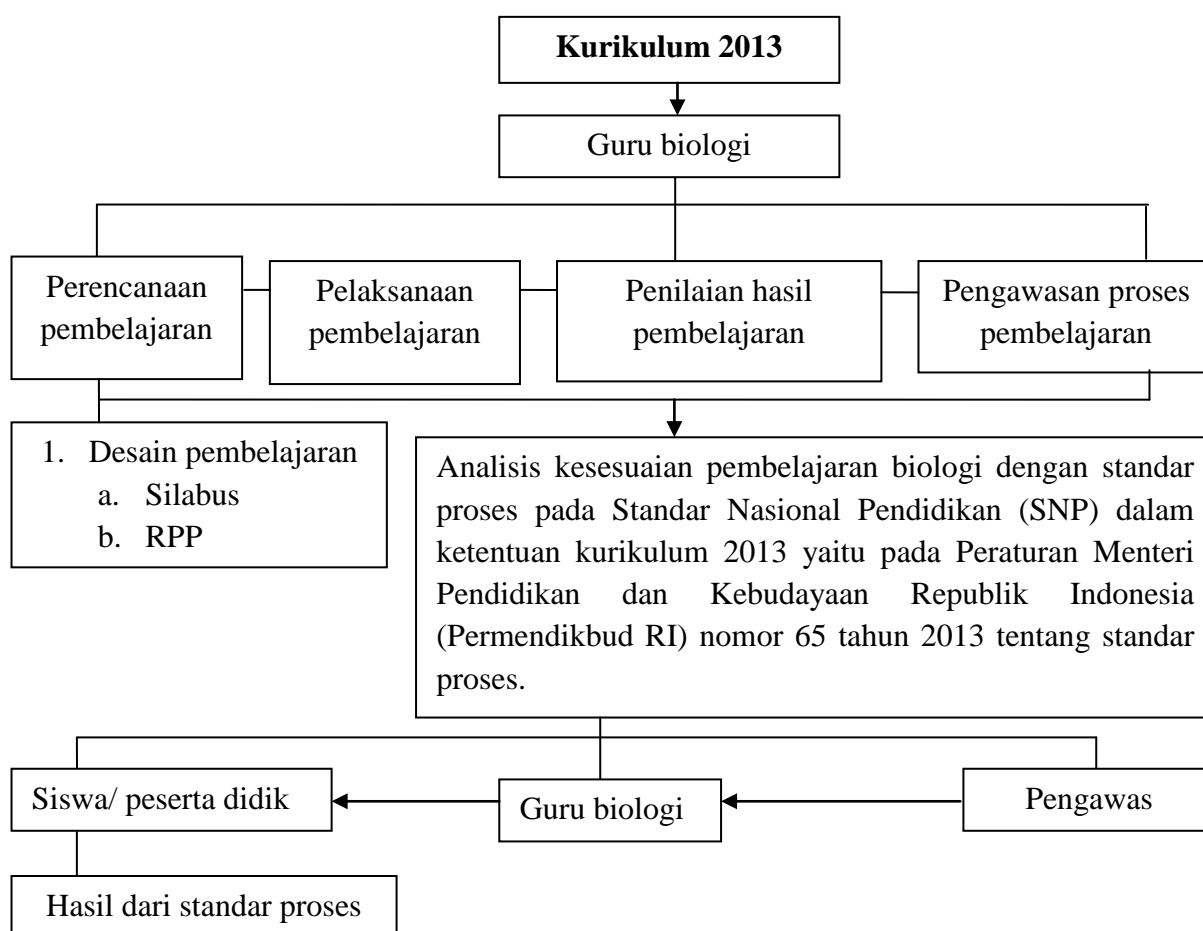 Kurikulum 2013
Guru biologi
Perencanaan
pembelajaran
Pelaksanaan
pembelajaran
Penilaian hasil
pembelajaran
Pengawasan proses
pembelajaran
1. Desain pembelajaran
a. Silabus
b. RPP
Analisis kesesuaian pembelajaran biologi dengan standar
proses pada Standar Nasional Pendidikan (SNP) dalam
ketentuan kurikulum 2013 yaitu pada Peraturan Menteri
Pendidikan dan Kebudayaan Republik Indonesia
(Permendikbud RI) nomor 65 tahun 2013 tentang standar
proses.
Siswa/ peserta didik
Guru biologi
Pengawas
Hasil dari standar proses